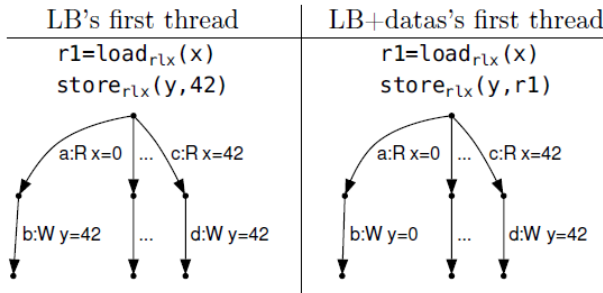 LB's first thread
r1=load_rlx(x)
store_rlx(y,42)
a:R x=0 ... c:R x=42
b:W y=42 ... d:W y=42
LB+datas's first thread
r1=load_rlx(x)
store_rlx(y,r1)
a:R x=0 ... c:R x=42
b:W y=0 ... d:W y=42